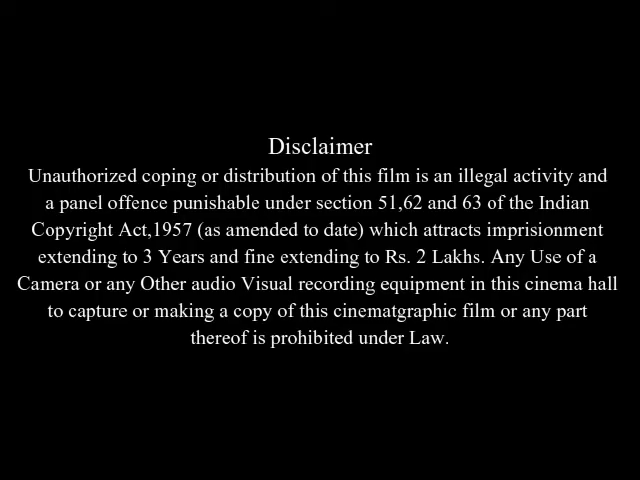 Disclaimer
Unauthorized coping or distribution of this film is an illegal activity and
a panel offence punishable under section 51,62 and 63 of the Indian
Copyright Act,1957 (as amended to date) which attracts imprisionment
extending to 3 Years and fine extending to Rs. 2 Lakhs. Any Use of a
Camera or any Other audio Visual recording equipment in this cinema hall
to capture or making a copy of this cinematgraphic film or any part
thereof is prohibited under Law.